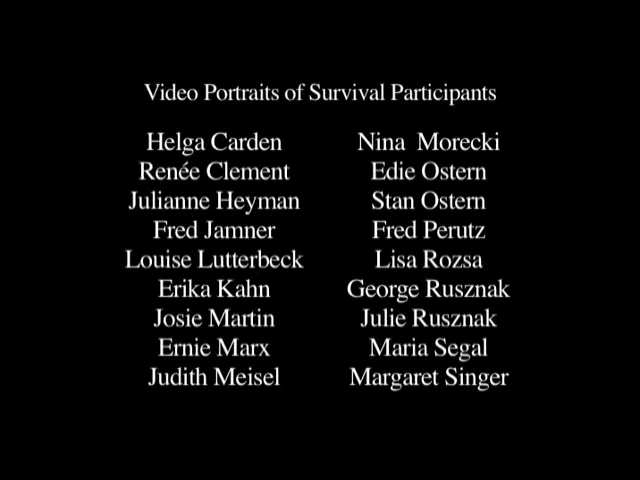 Video Portraits of Survival Participants
Helga Carden
Renée Clement
Julianne Heyman
Fred Jamner
Louise Lutterbeck
Erika Kahn
Josie Martin
Ernie Marx
Judith Meisel
Nina Morecki
Edie Ostern
Stan Ostern
Fred Perutz
Lisa Rozsa
George Rusznak
Julie Rusznak
Maria Segal
Margaret Singer